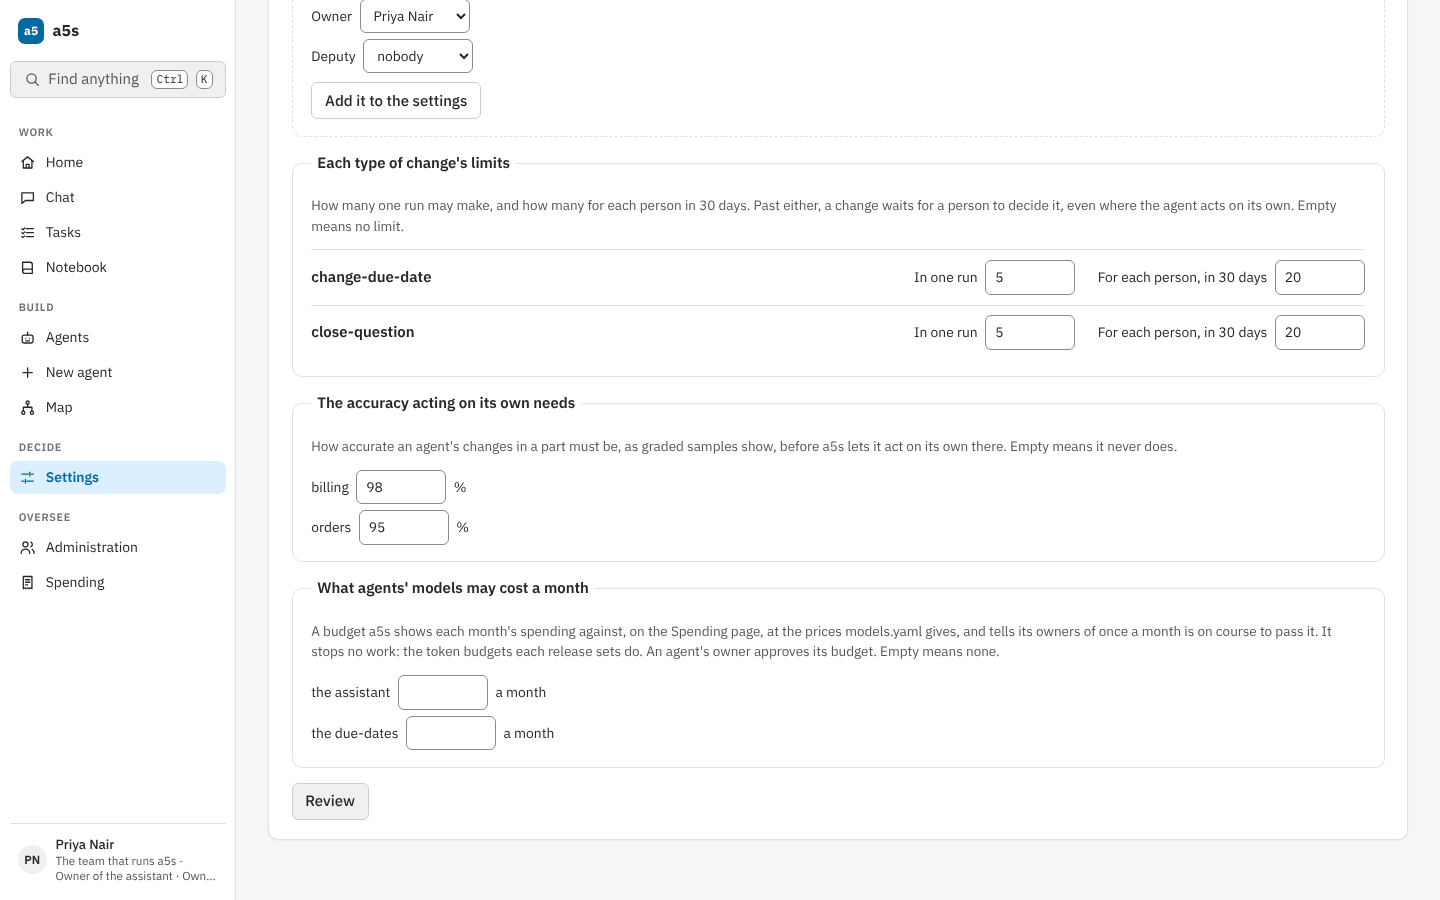 a5 a5s
Find anything Ctrl K
WORK
Home
Chat
Tasks
Notebook
BUILD
Agents
New agent
Map
DECIDE
Settings
OVERSEE
Administration
Spending
PN Priya Nair
The team that runs a5s ·
Owner of the assistant · Own...
Owner Priya Nair
Deputy nobody
Add it to the settings
Each type of change's limits
How many one run may make, and how many for each person in 30 days. Past either, a change waits for a person to decide it, even where the agent acts on its own. Empty
means no limit.
change-due-date In one run 5 For each person, in 30 days 20
close-question In one run 5 For each person, in 30 days 20
The accuracy acting on its own needs
How accurate an agent's changes in a part must be, as graded samples show, before a5s lets it act on its own there. Empty means it never does.
billing 98 %
orders 95 %
What agents' models may cost a month
A budget a5s shows each month's spending against, on the Spending page, at the prices models.yaml gives, and tells its owners of once a month is on course to pass it. It
stops no work: the token budgets each release sets do. An agent's owner approves its budget. Empty means none.
the assistant a month
the due-dates a month
Review